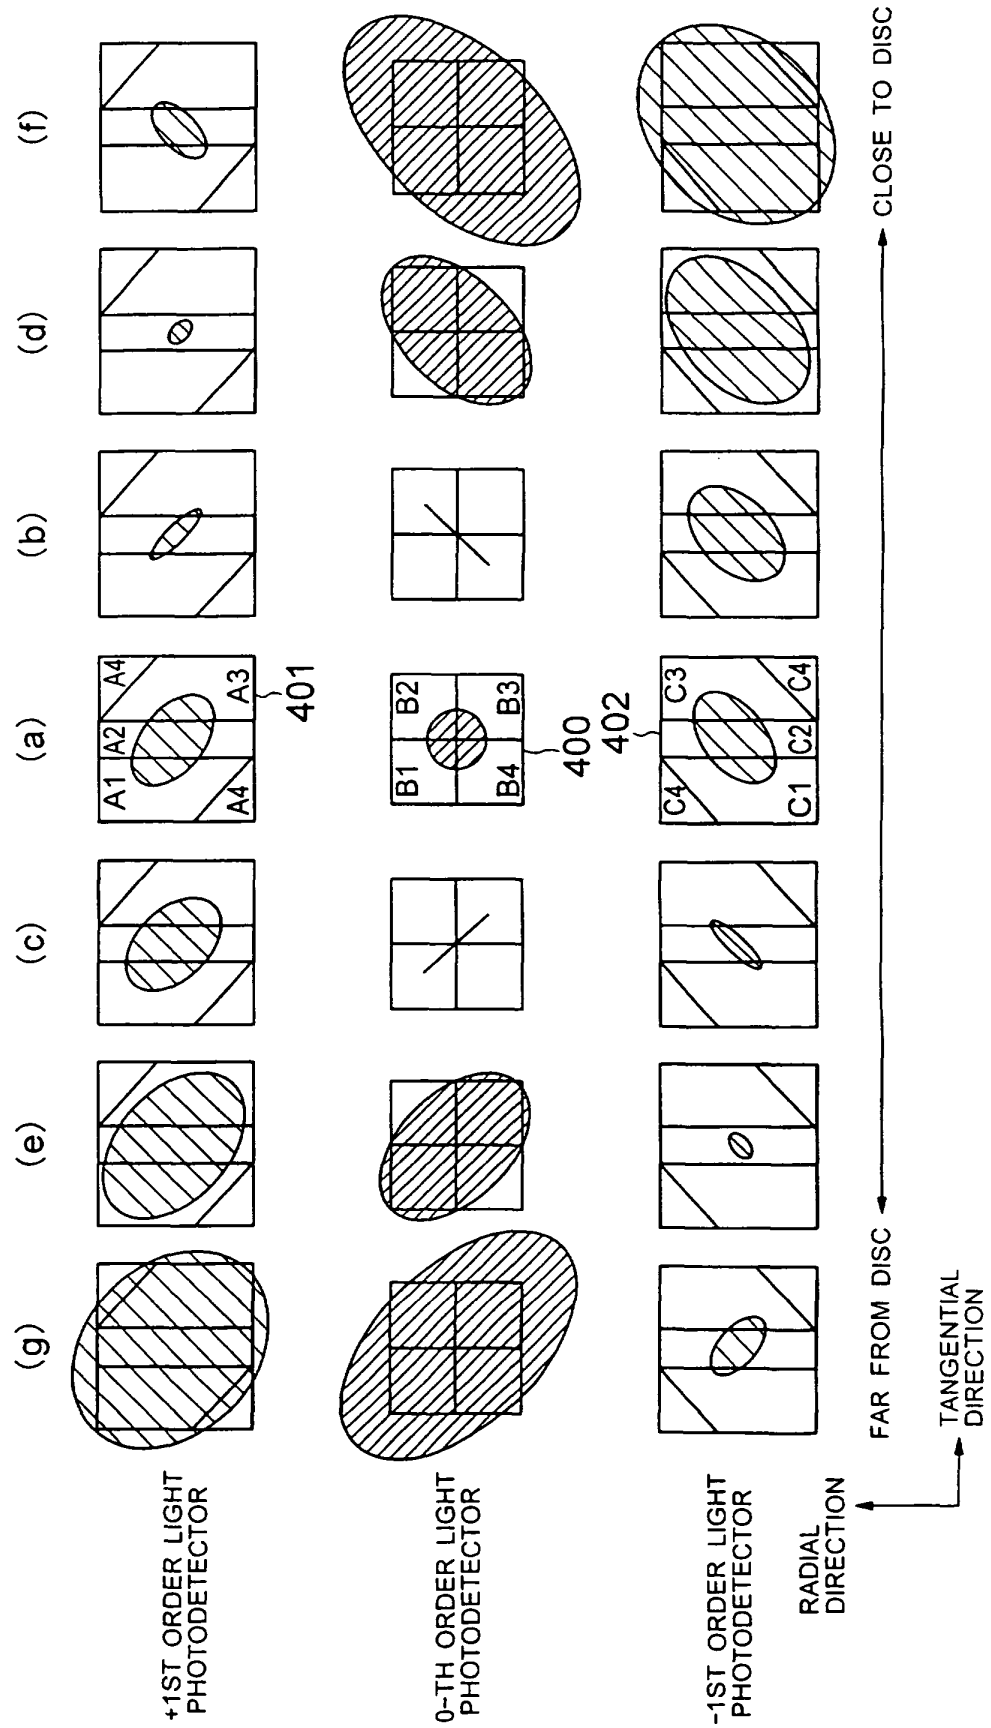 (g) (e) (c) (a) (b) (d) (f)
+1ST ORDER LIGHT
PHOTODETECTOR
A1 A2 A4
A4 A3
401
0-TH ORDER LIGHT
PHOTODETECTOR
B1 B2
B4 B3
400
-1ST ORDER LIGHT
PHOTODETECTOR
402
C4 C3
C1 C2 C4
FAR FROM DISC CLOSE TO DISC
RADIAL
DIRECTION
TANGENTIAL
DIRECTION